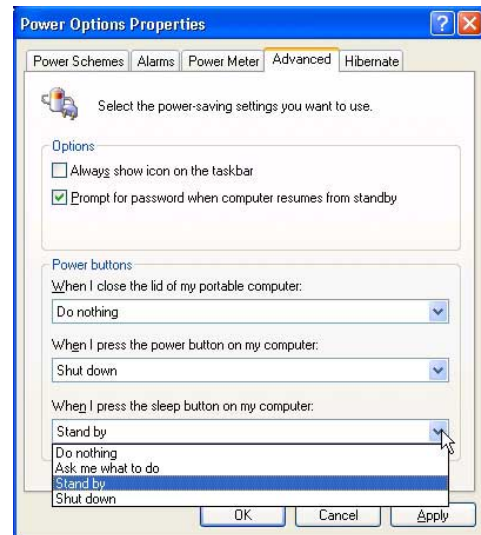 Power Options Properties
Power Schemes Alarms Power Meter Advanced Hibernate
Select the power-saving settings you want to use.
Options
Always show icon on the taskbar
Prompt for password when computer resumes from standby
Power buttons
When I close the lid of my portable computer:
Do nothing
When I press the power button on my computer:
Shut down
When I press the sleep button on my computer:
Stand by
Do nothing
Ask me what to do
Stand by
Shut down
OK Cancel Apply